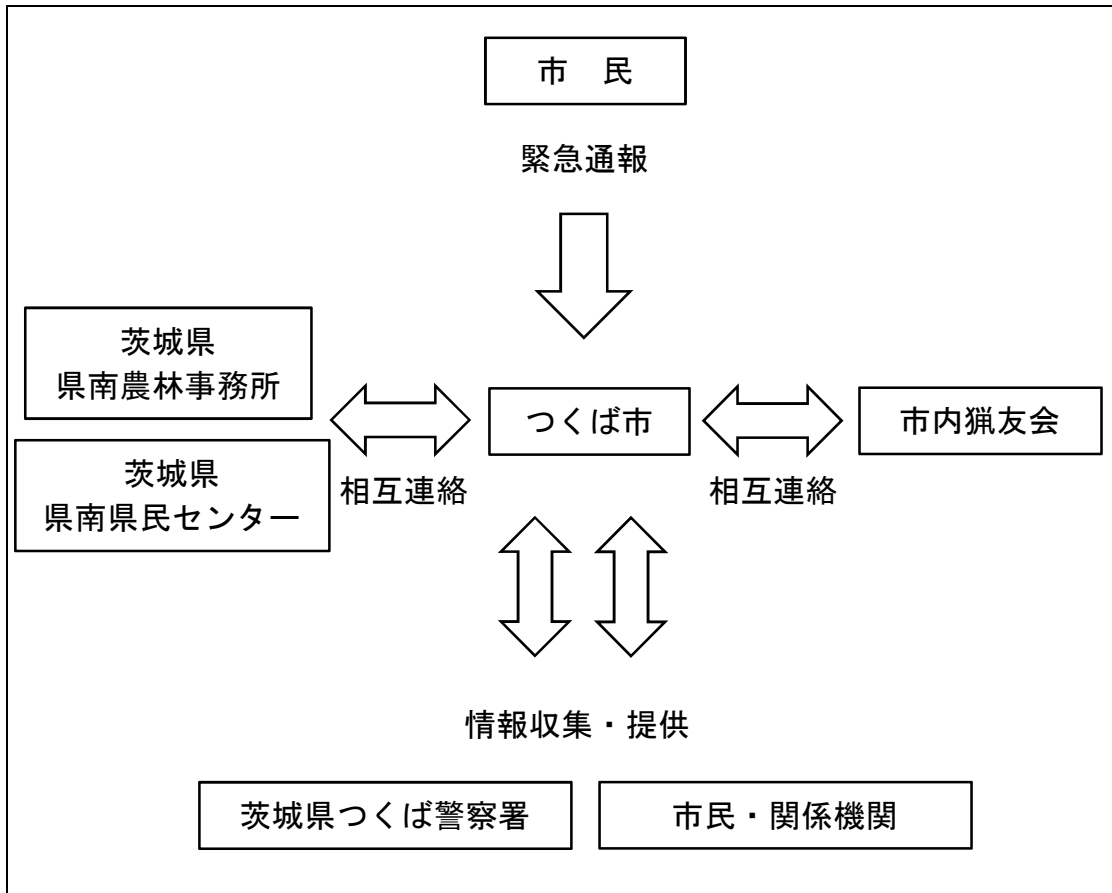 市　民
緊急通報
茨城県
県南農林事務所
つくば市
市内猟友会
茨城県
県南県民センター
相互連絡
相互連絡
情報収集・提供
茨城県つくば警察署
市民・関係機関